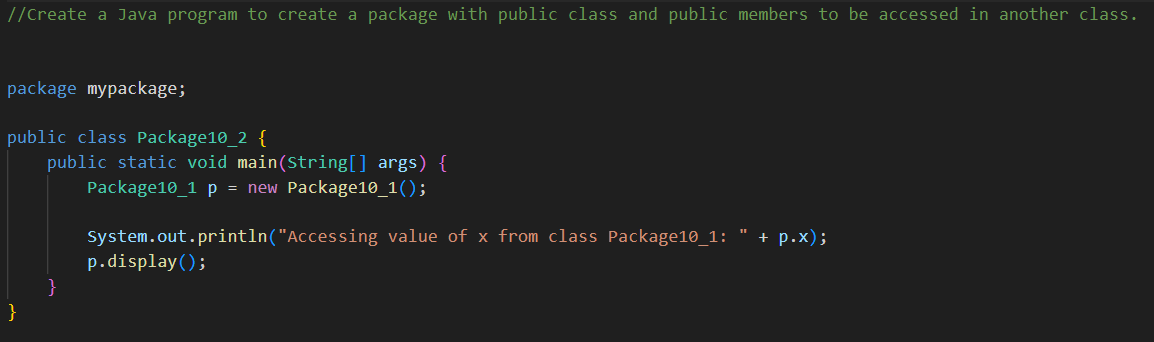 //Create a Java program to create a package with public class and public members to be accessed in another class.
package mypackage;
public class Package10_2 {
    public static void main(String[] args) {
        Package10_1 p = new Package10_1();
        System.out.println("Accessing value of x from class Package10_1: " + p.x);
        p.display();
    }
}